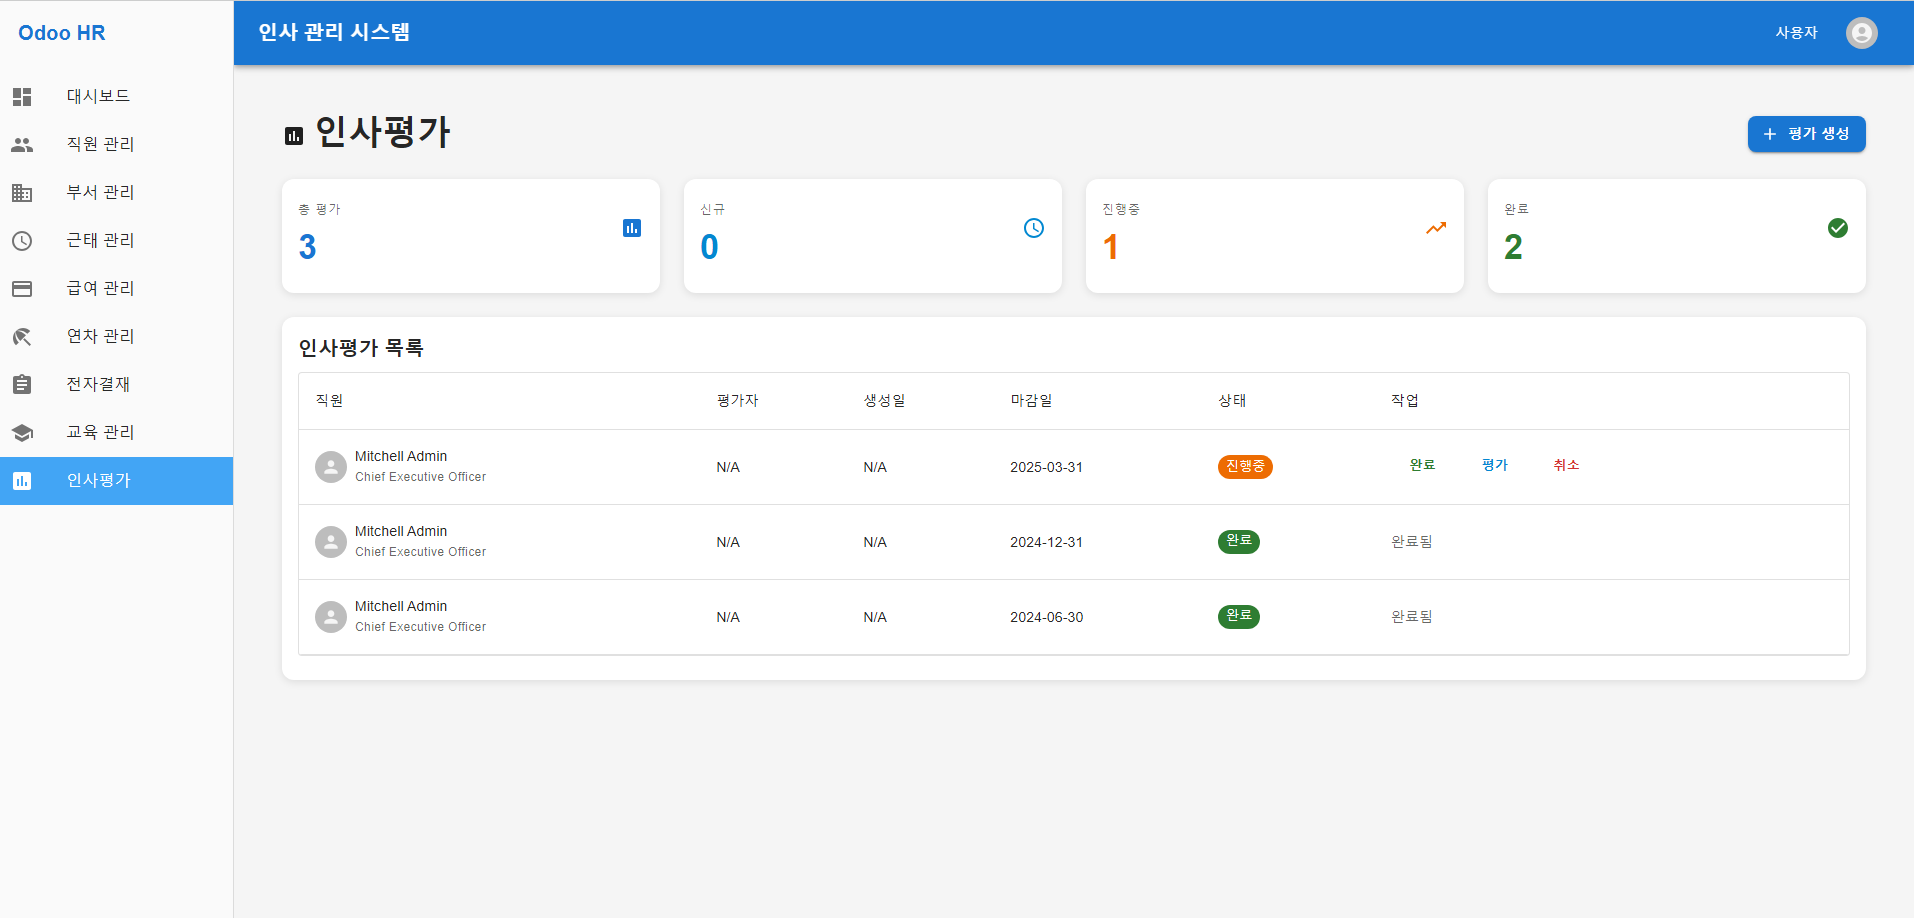 Odoo HR
인사 관리 시스템
사용자
대시보드
직원 관리
부서 관리
근태 관리
급여 관리
연차 관리
전자결재
교육 관리
인사평가
인사평가
평가 생성
총 평가
3
신규
0
진행중
1
완료
2
인사평가 목록
직원 평가자 생성일 마감일 상태 작업
Mitchell Admin
Chief Executive Officer
N/A N/A 2025-03-31 진행중 완료 평가 취소
Mitchell Admin
Chief Executive Officer
N/A N/A 2024-12-31 완료 완료됨
Mitchell Admin
Chief Executive Officer
N/A N/A 2024-06-30 완료 완료됨